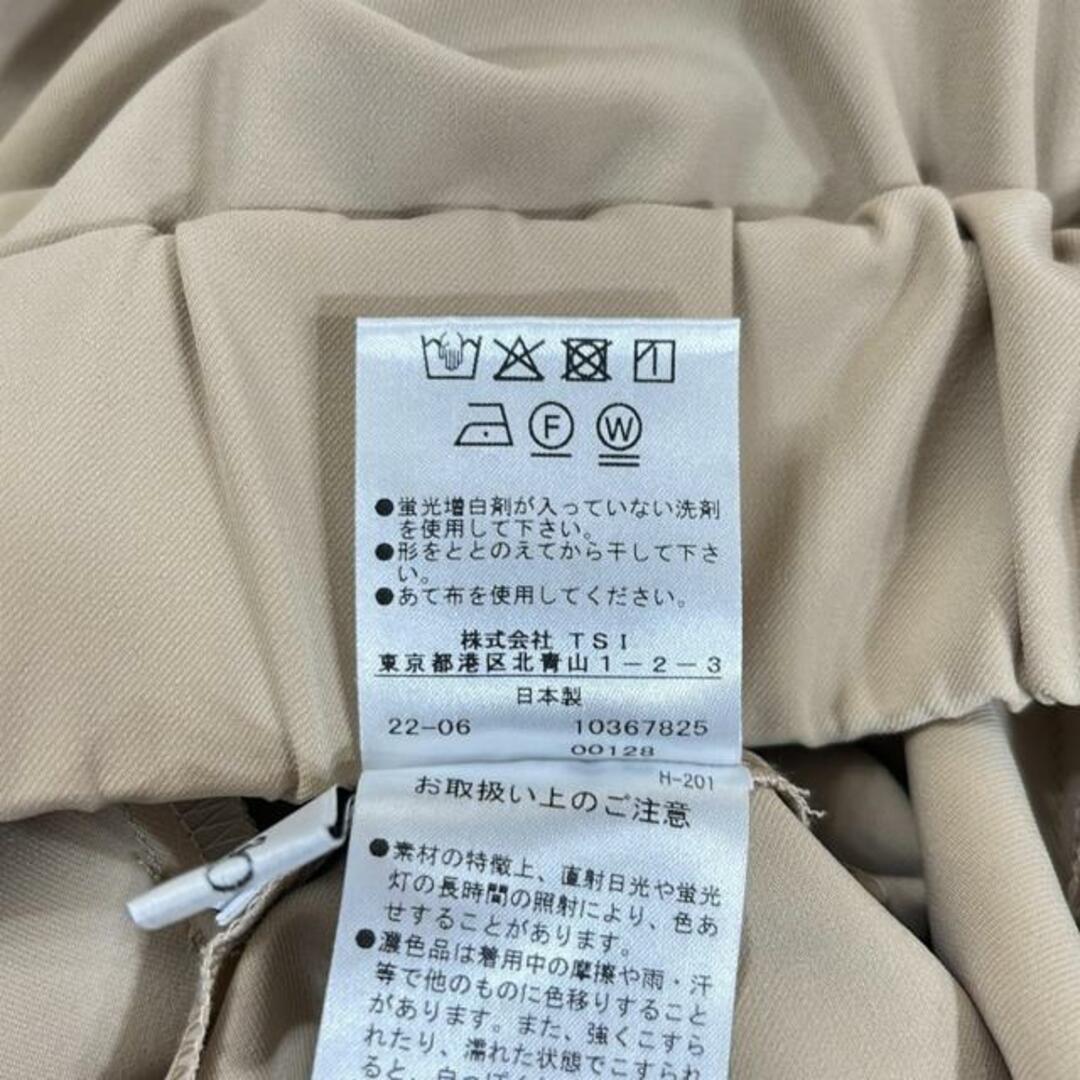 F W
●蛍光増白剤が入っていない洗剤
を使用して下さい。
●形をととのえてから干して下さ
い。
●あて布を使用してください。
株式会社 TSI
東京都港区北青山1-2-3
日本製
22-06 10367825
00128
H-201
お取扱い上のご注意
●素材の特徴上、直射日光や蛍光
灯の長時間の照射により、色あ
せすることがあります。
●濃色品は着用中の摩擦や雨・汗
等で他のものに色移りすること
があります。また、強くこすら
れたり、濡れた状態でこすられ
ると、白っぽく